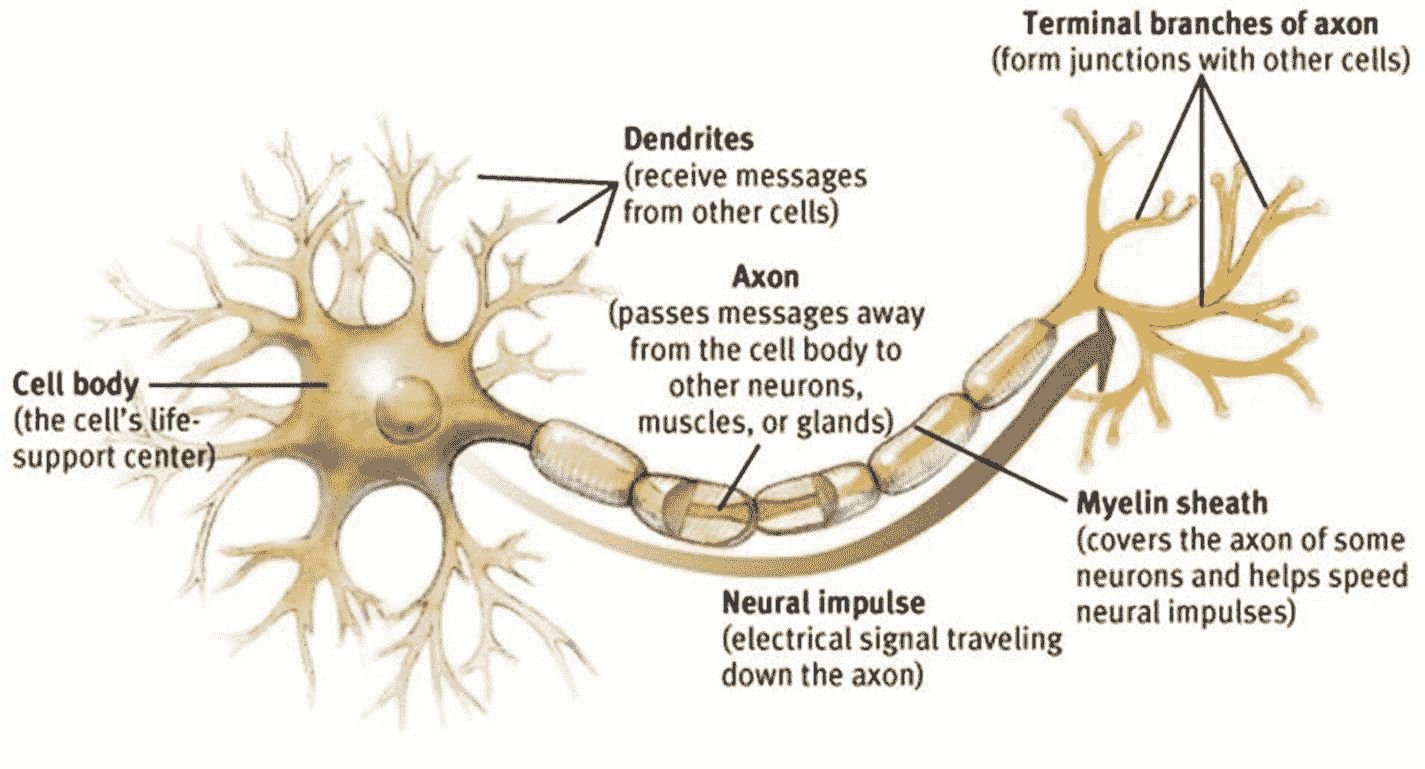 Terminal branches of axon
(form junctions with other cells)
Dendrites
(receive messages
from other cells)
Axon
(passes messages away
from the cell body to
other neurons,
muscles, or glands)
Cell body
(the cell's life-
support center)
Myelin sheath
(covers the axon of some
neurons and helps speed
neural impulses)
Neural impulse
(electrical signal traveling
down the axon)